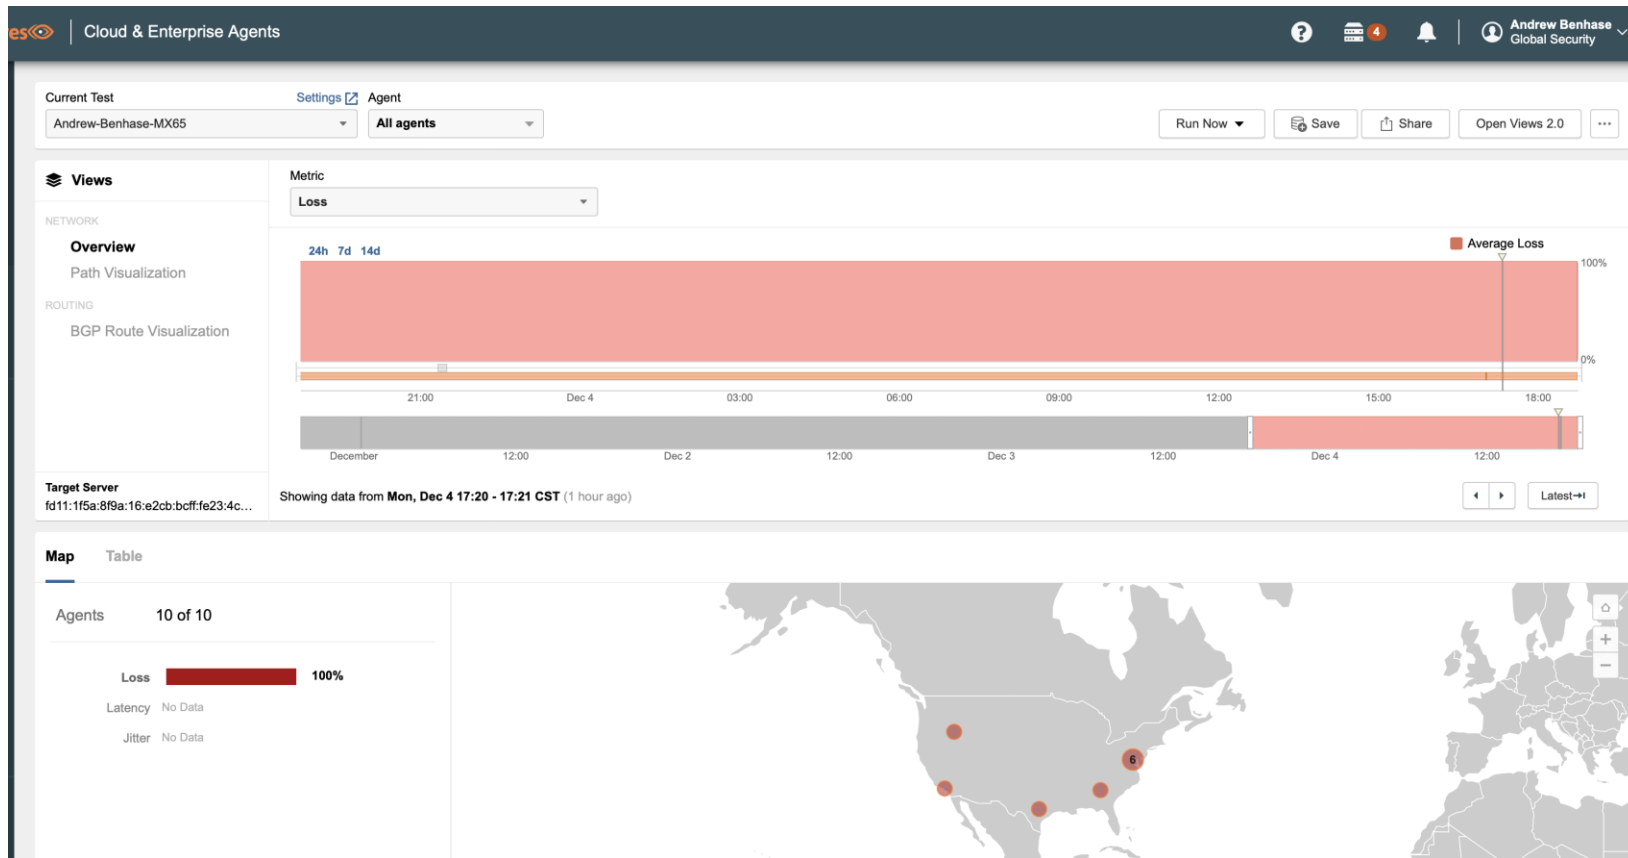 es
Cloud & Enterprise Agents
4
Andrew Benhase
Global Security
Current Test
Settings
Agent
Andrew-Benhase-MX65
All agents
Run Now
Save
Share
Open Views 2.0
...
Views
Metric
Loss
NETWORK
Overview
Path Visualization
ROUTING
BGP Route Visualization
24h 7d 14d
Average Loss
100%
0%
21:00 Dec 4 03:00 06:00 09:00 12:00 15:00 18:00
December 12:00 Dec 2 12:00 Dec 3 12:00 Dec 4 12:00
Target Server
fd11:1f5a:8f9a:16:e2cb:bcff:fe23:4c...
Showing data from Mon, Dec 4 17:20 - 17:21 CST (1 hour ago)
Latest
Map Table
Agents 10 of 10
Loss 100%
Latency No Data
Jitter No Data
6